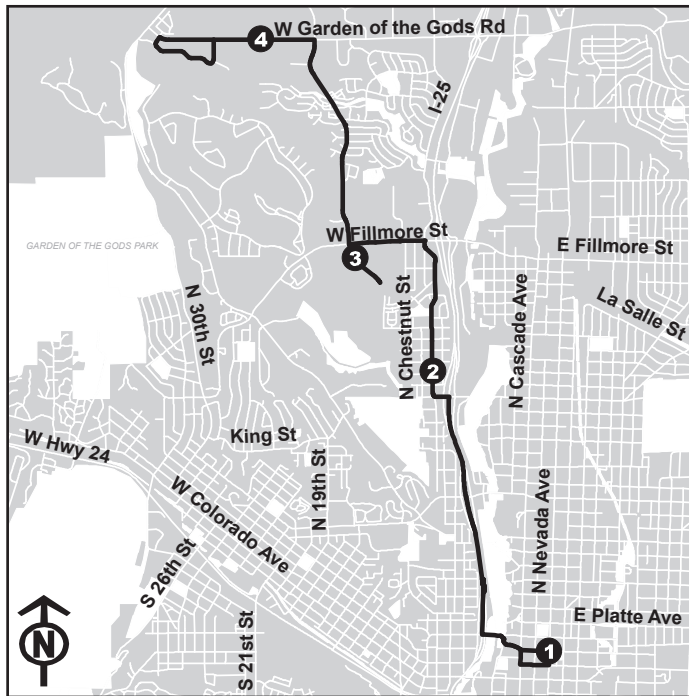 4
W Garden of the Gods Rd
I-25
W Fillmore St
E Fillmore St
GARDEN OF THE GODS PARK
3
N 30th St
N Chestnut St
N Cascade Ave
La Salle St
2
King St
W Hwy 24
N 19th St
W Colorado Ave
N Nevada Ave
S 26th St
E Platte Ave
S 21st St
1
N